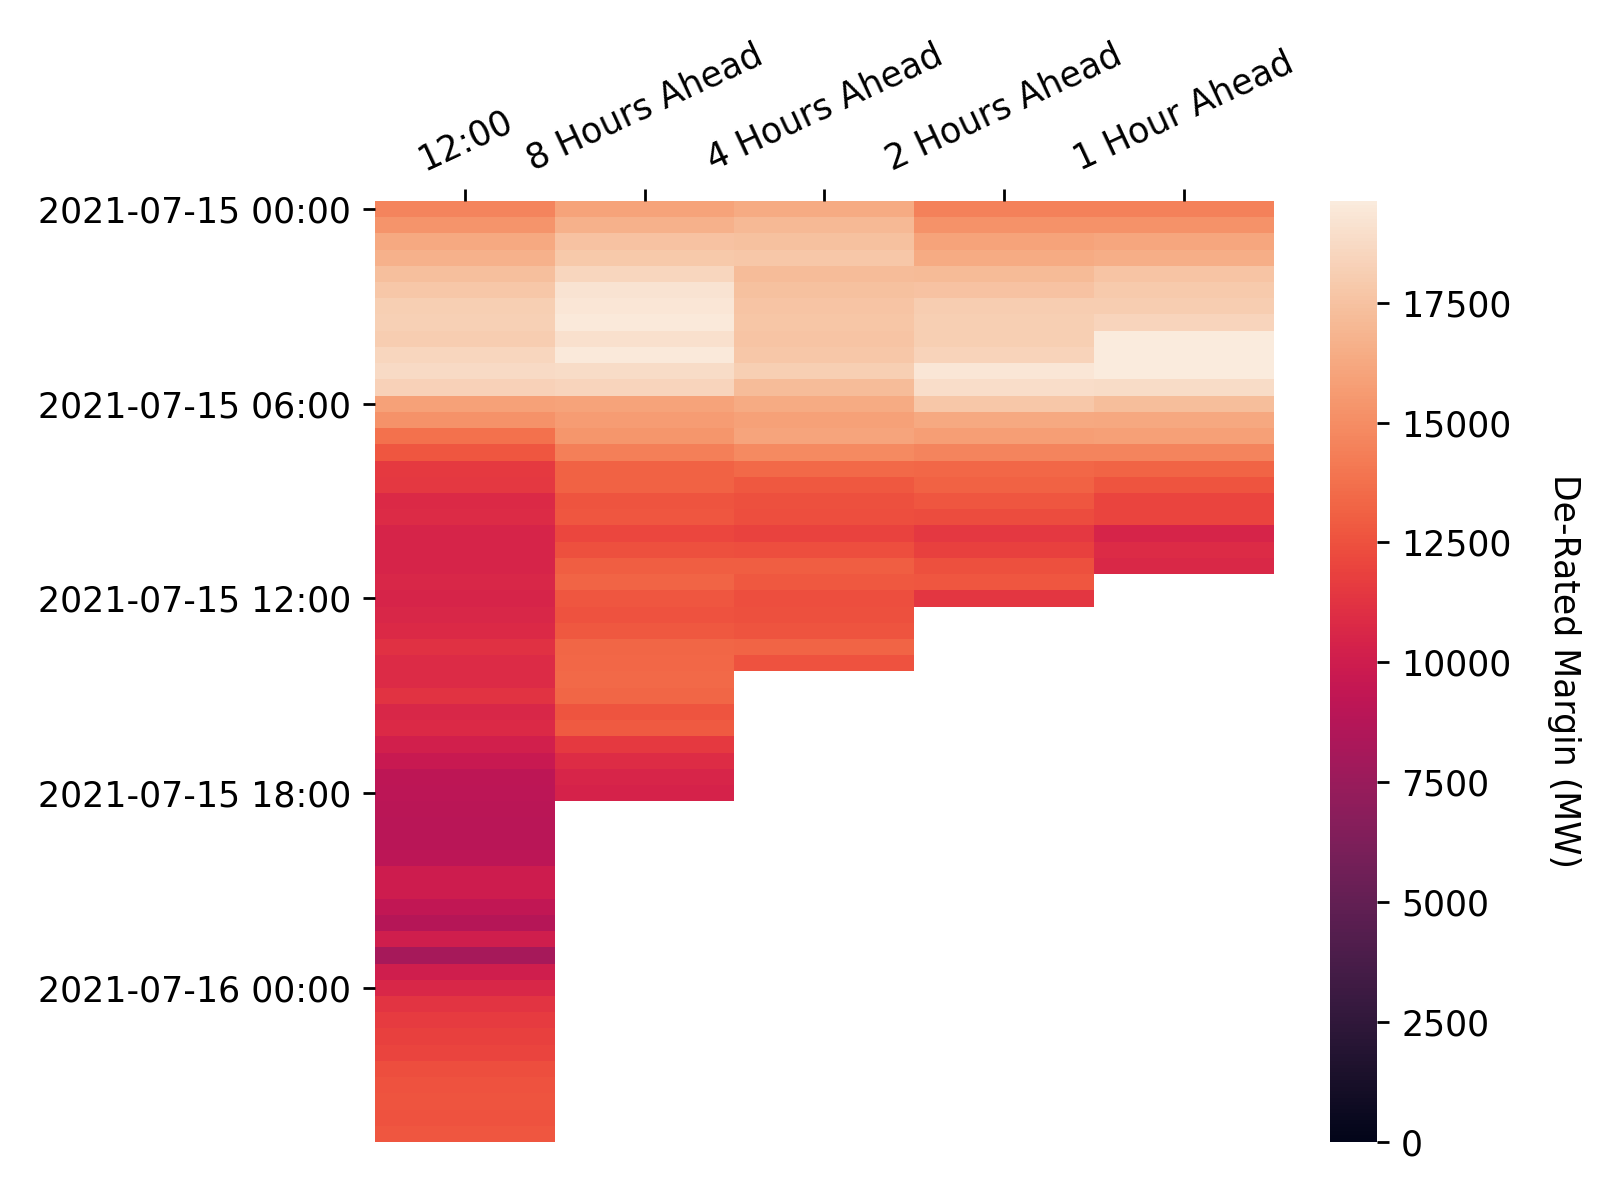 12:00
8 Hours Ahead
4 Hours Ahead
2 Hours Ahead
1 Hour Ahead
2021-07-15 00:00
2021-07-15 06:00
2021-07-15 12:00
2021-07-15 18:00
2021-07-16 00:00
17500
15000
12500
10000
7500
5000
2500
0
De-Rated Margin (MW)